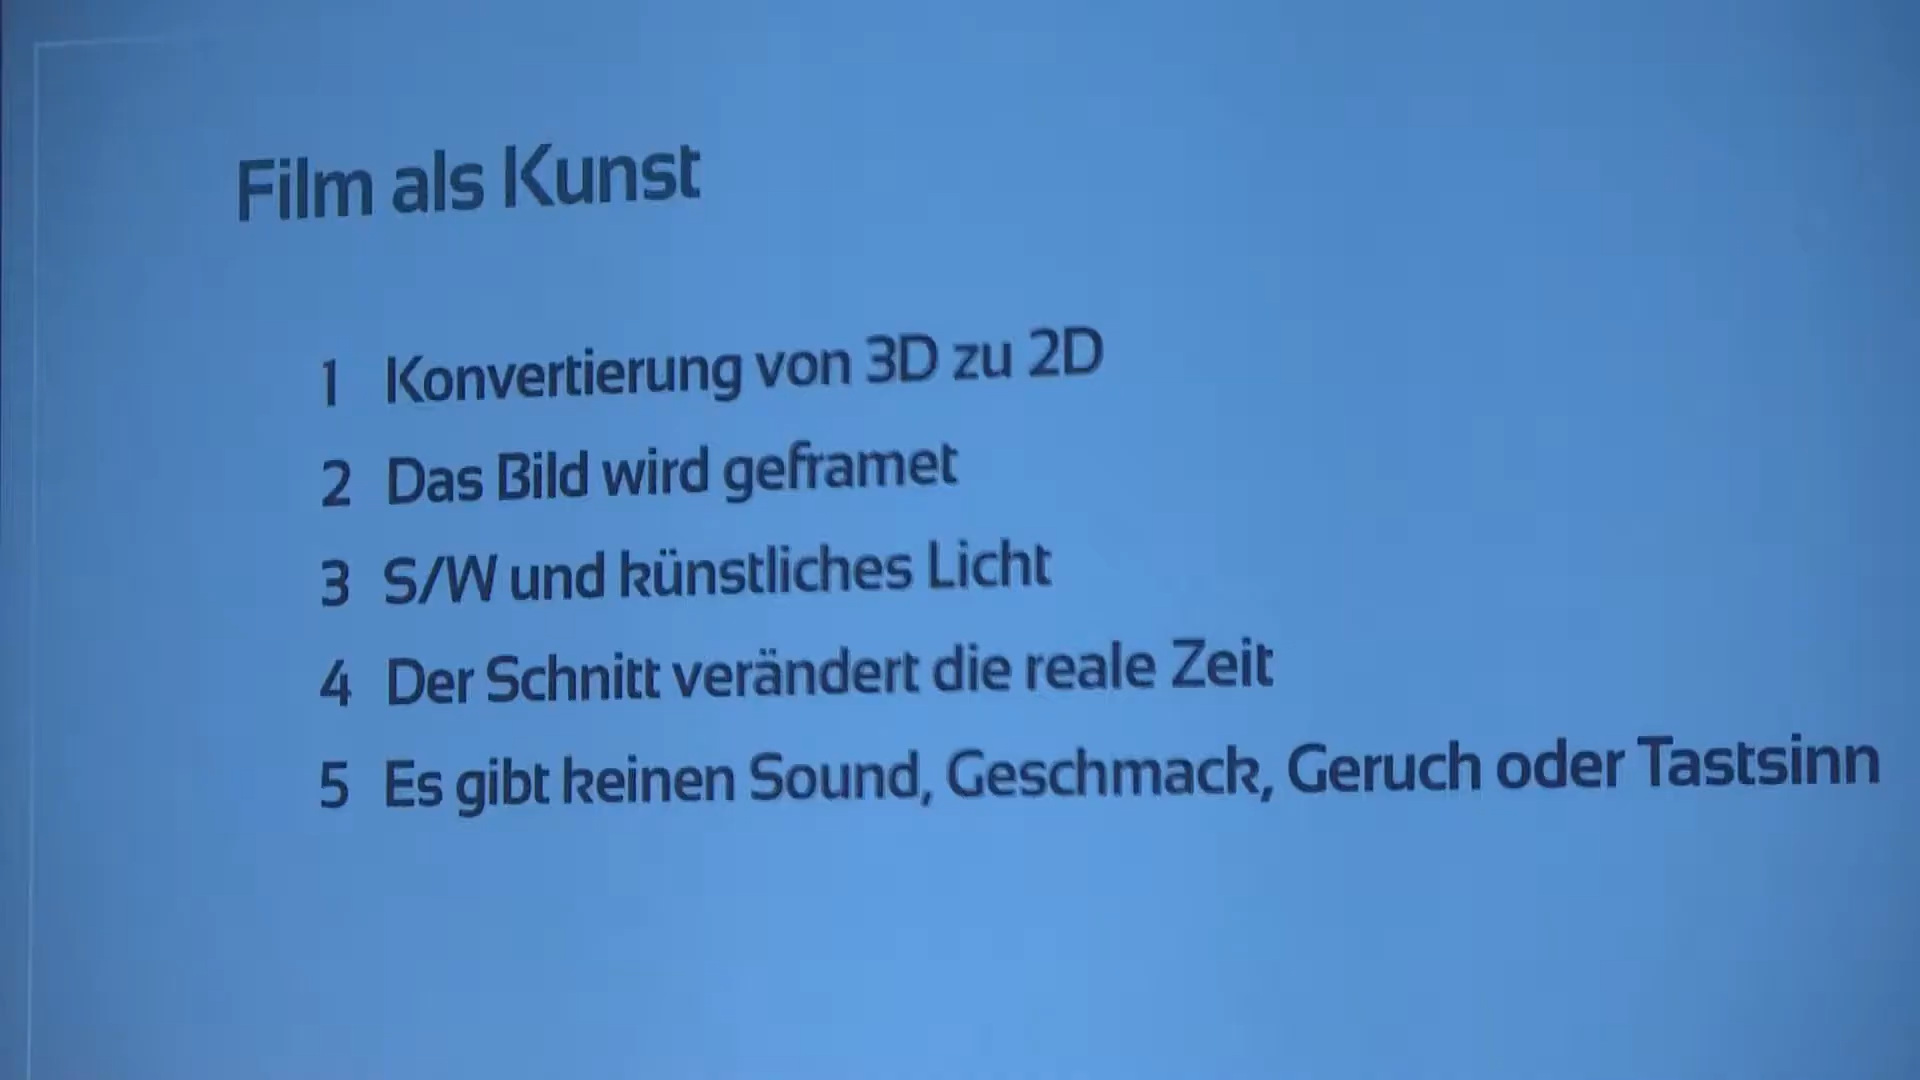 Film als Kunst
1 Konvertierung von 3D zu 2D
2 Das Bild wird geframet
3 S/W und künstliches Licht
4 Der Schnitt verändert die reale Zeit
5 Es gibt keinen Sound, Geschmack, Geruch oder Tastsinn